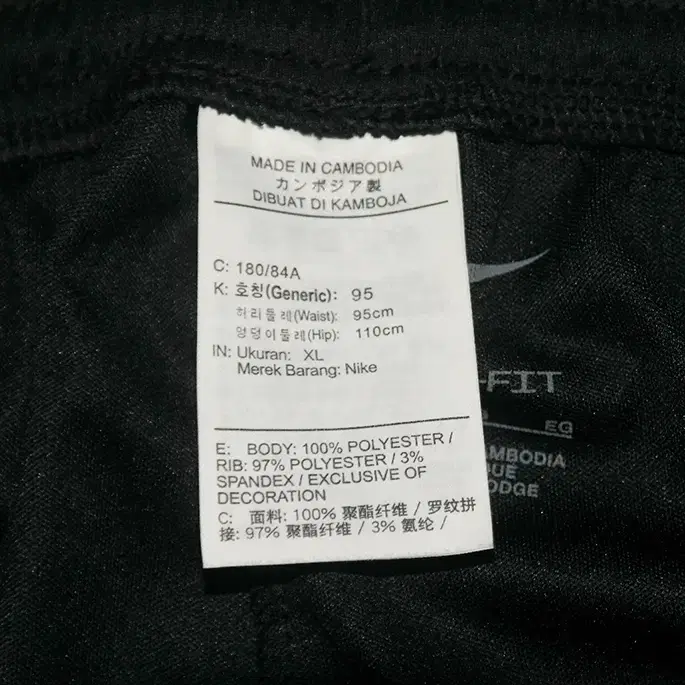 MADE IN CAMBODIA
カンボジア製
DIBUAT DI KAMBOJA
C: 180/84A
K: 호칭(Generic): 95
허리둘레(Waist): 95cm
엉덩이둘레(Hip): 110cm
IN: Ukuran: XL
Merek Barang: Nike
E: BODY: 100% POLYESTER /
RIB: 97% POLYESTER / 3%
SPANDEX / EXCLUSIVE OF
DECORATION
C: 面料: 100% 聚酯纤维 / 罗纹拼
接: 97% 聚酯纤维 / 3% 氨纶 /
-FIT
EG
AMBODIA
QUE
ODGE